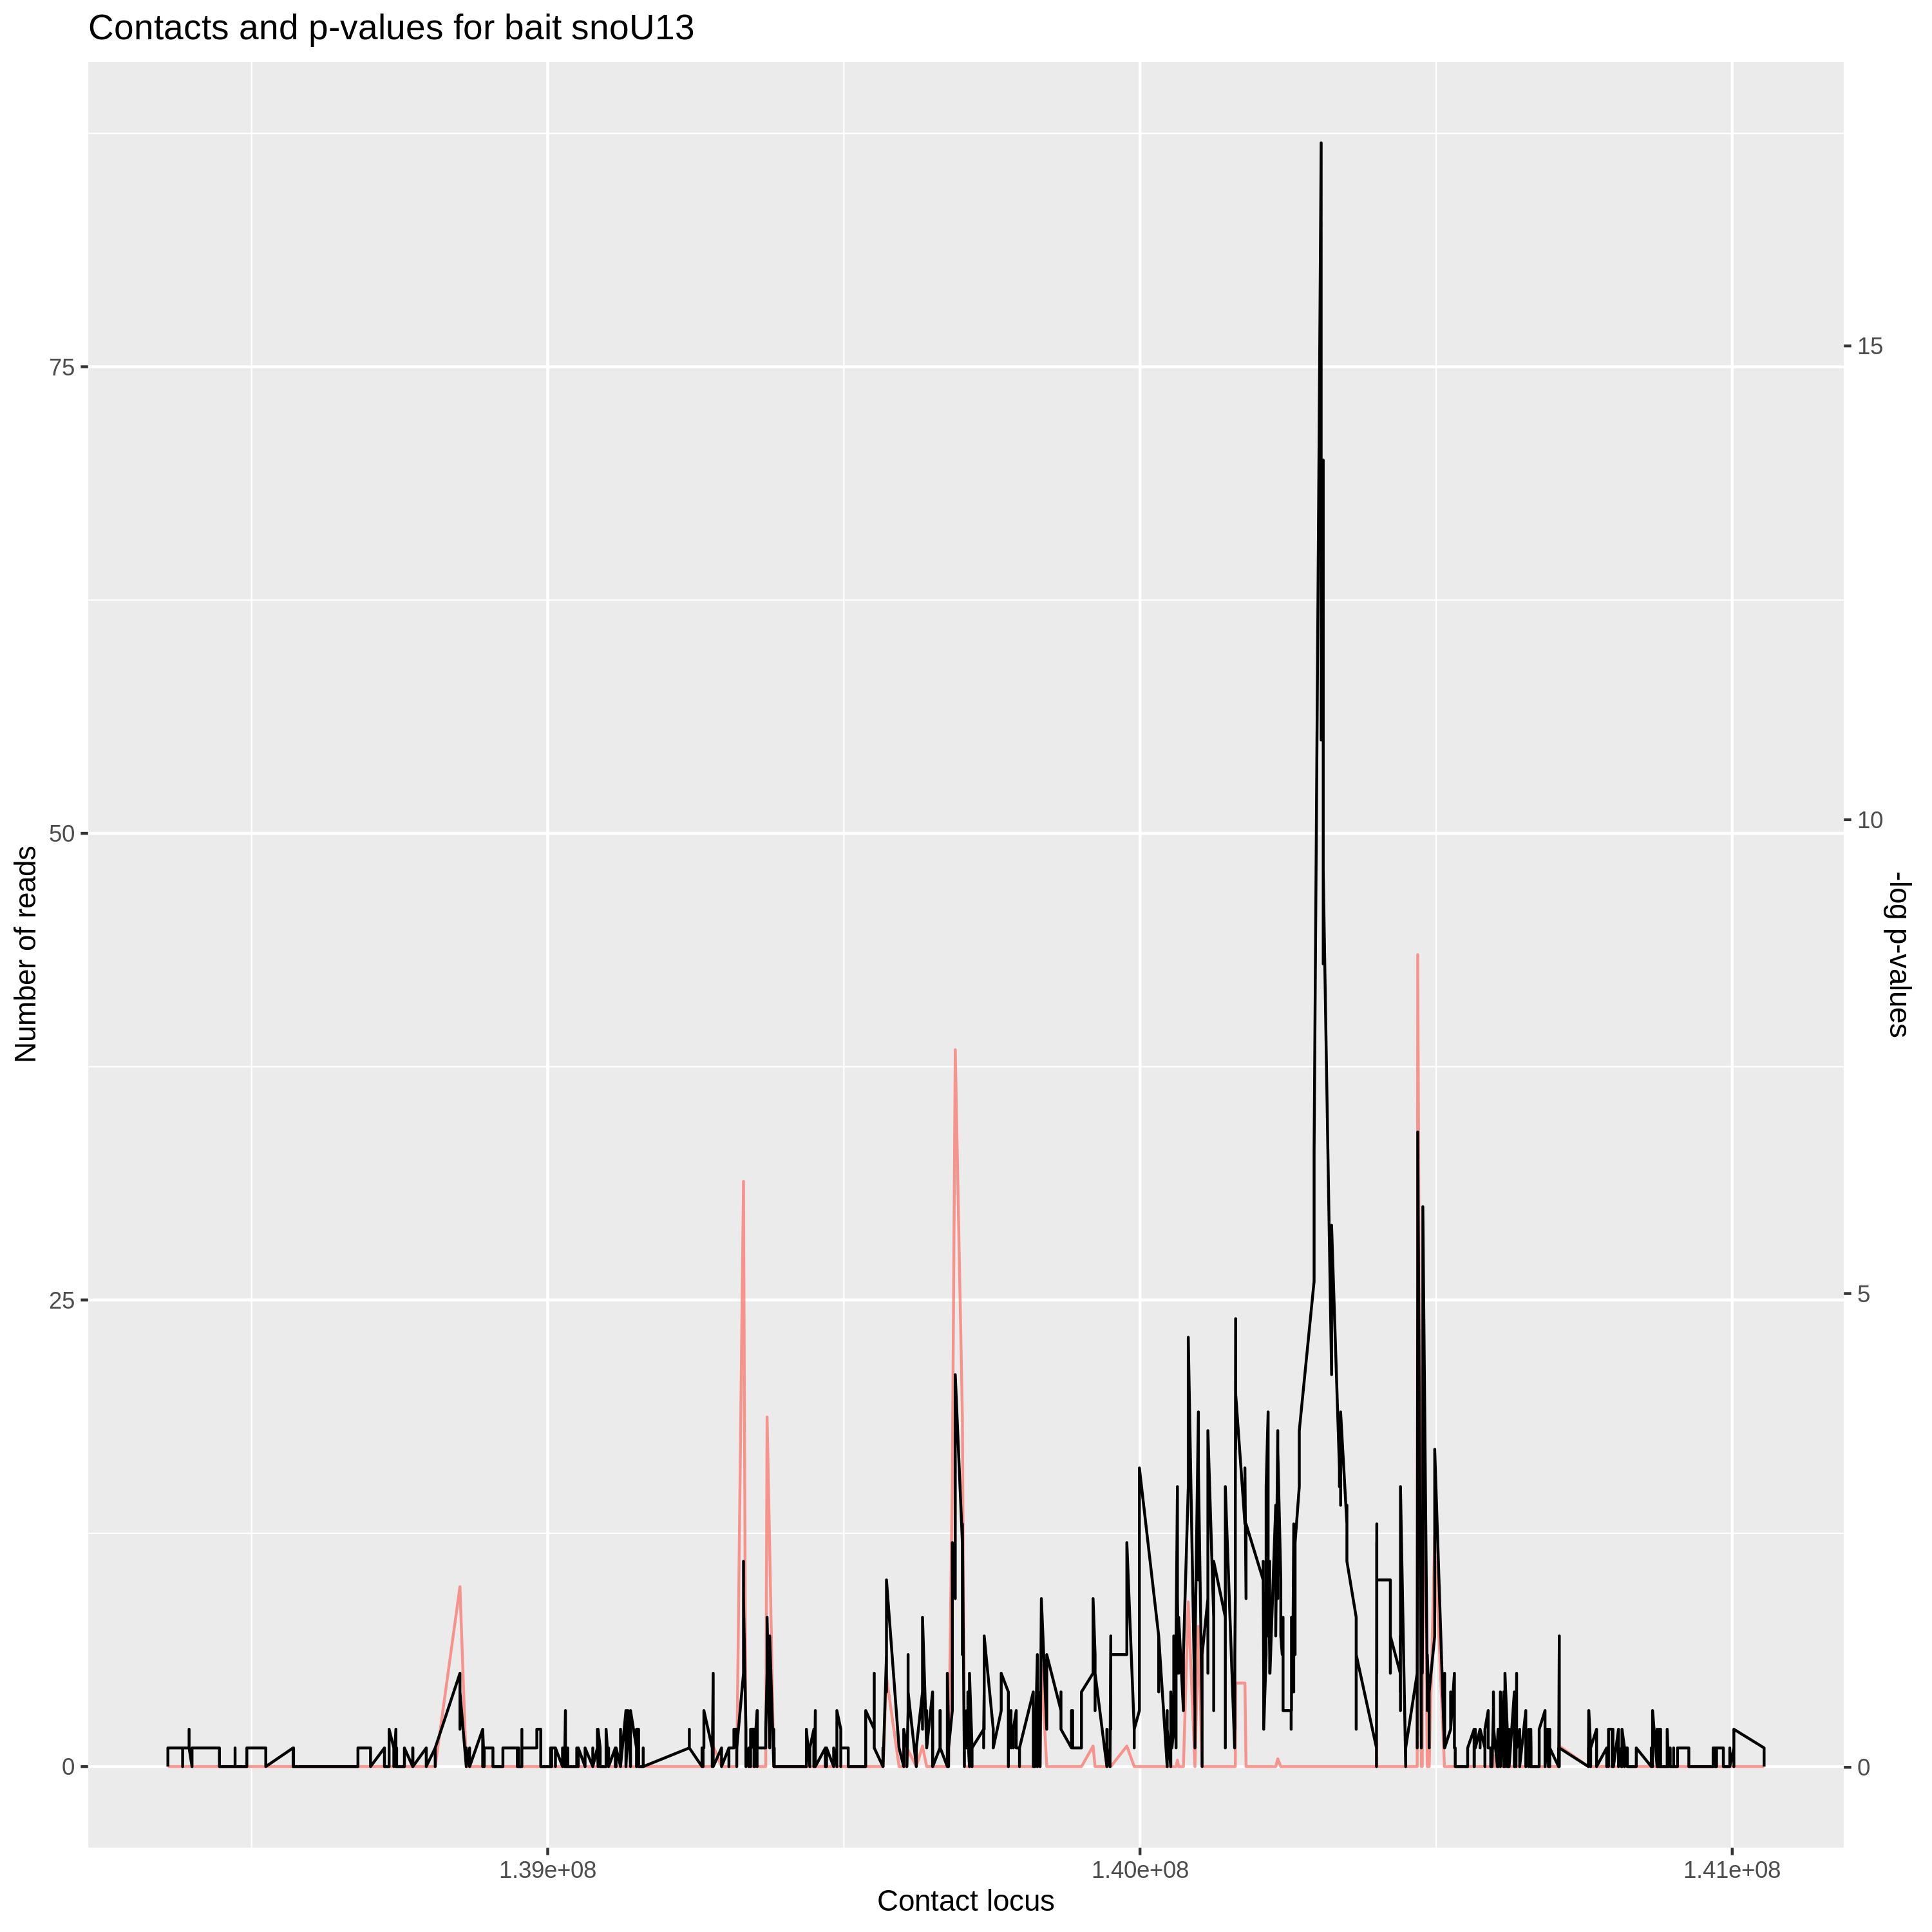 Contacts and p-values for bait snoU13
75
50
25
0
15
10
5
0
Number of reads
-log p-values
1.39e+08
1.40e+08
1.41e+08
Contact locus